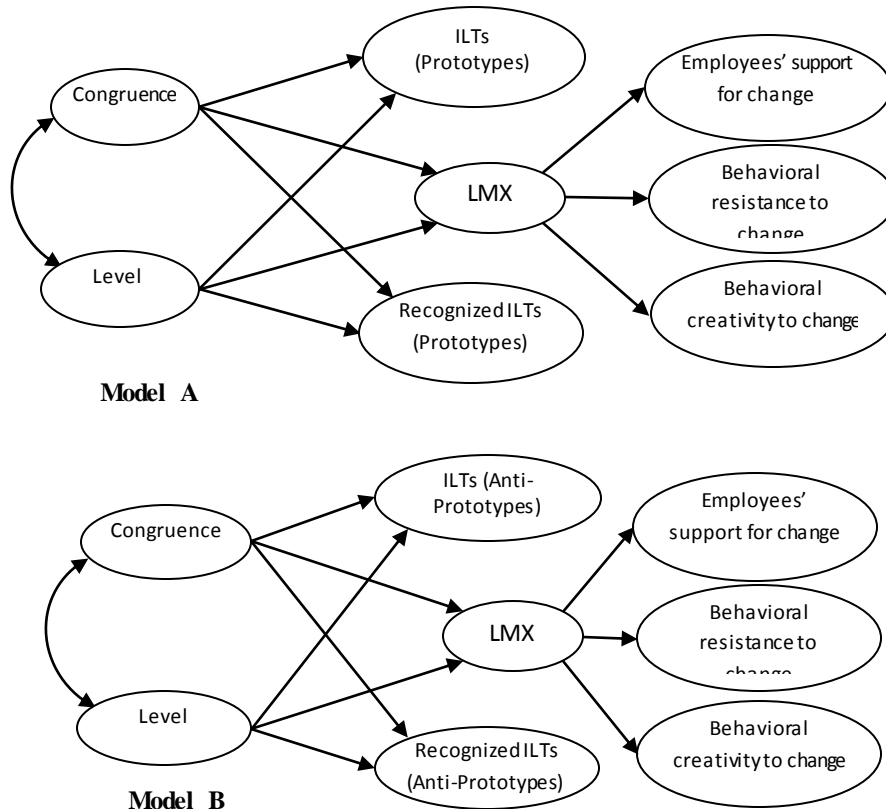 ILTs
(Prototypes)
Employees' support
for change
Congruence
Behavioral
resistance to
change
LMX
Level
Behavioral
creativity to change
Recognized ILTs
(Prototypes)
Model A
ILTs (Anti-
Prototypes)
Employees'
support for change
Congruence
Behavioral
resistance to
change
LMX
Level
Behavioral
creativity to change
Recognized ILTs
(Anti-Prototypes)
Model B